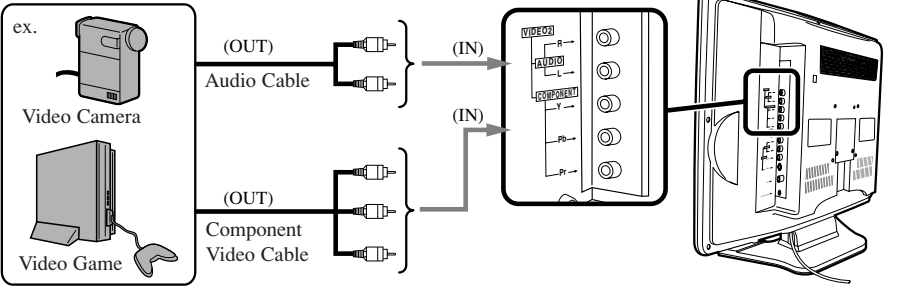 ex.
Video Camera
Video Game
(OUT)
Audio Cable
(OUT)
Component
Video Cable
(IN)
(IN)
VIDEO2
R
AUDIO
L
COMPONENT
Y
Pb
Pr